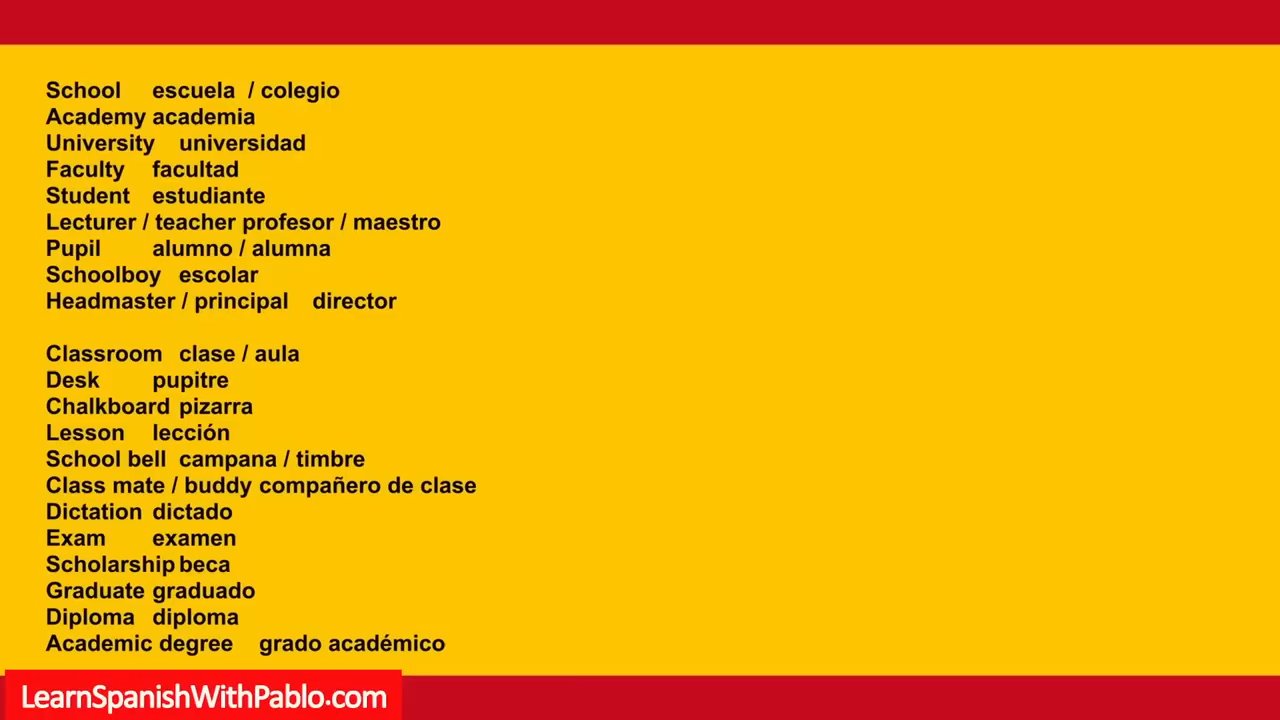 School escuela / colegio
Academy academia
University universidad
Faculty facultad
Student estudiante
Lecturer / teacher profesor / maestro
Pupil alumno / alumna
Schoolboy escolar
Headmaster / principal director
Classroom clase / aula
Desk pupitre
Chalkboard pizarra
Lesson lección
School bell campana / timbre
Class mate / buddy compañero de clase
Dictation dictado
Exam examen
Scholarship beca
Graduate graduado
Diploma diploma
Academic degree grado académico
LearnSpanishWithPablo.com